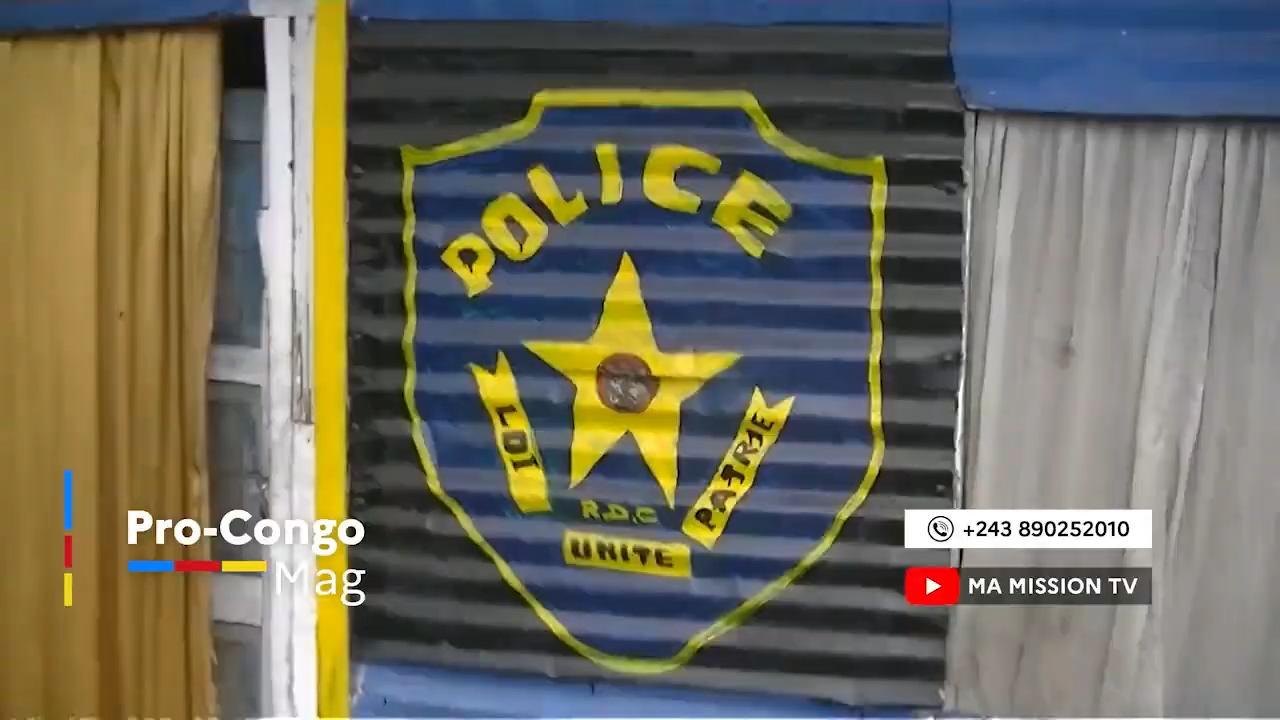 POLICE
LOI
PATRIE
R.D.C
UNITE
Pro-Congo
Mag
+243 890252010
MA MISSION TV